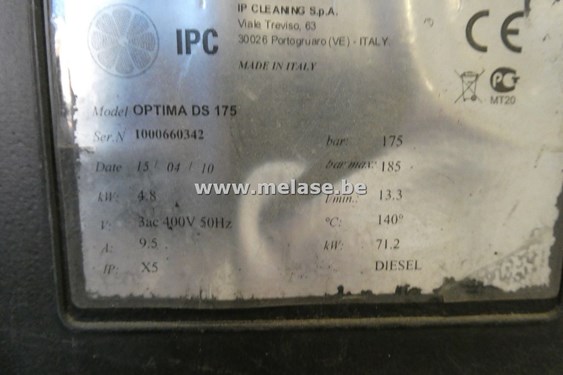 IPC
IP CLEANING S.p.A.
Viale Treviso, 63
30026 Portogruaro (VE) - ITALY
MADE IN ITALY
CE
PG
MT20
Model OPTIMA DS 175
Ser.N 1000660342
Date 15 / 04 / 10
kW: 4.8
V: 3ac 400V 50Hz
A: 9.5
IP: X5
bar: 175
bar max: 185
l/min.: 13.3
°C: 140°
kW: 71.2
DIESEL
www.melase.be